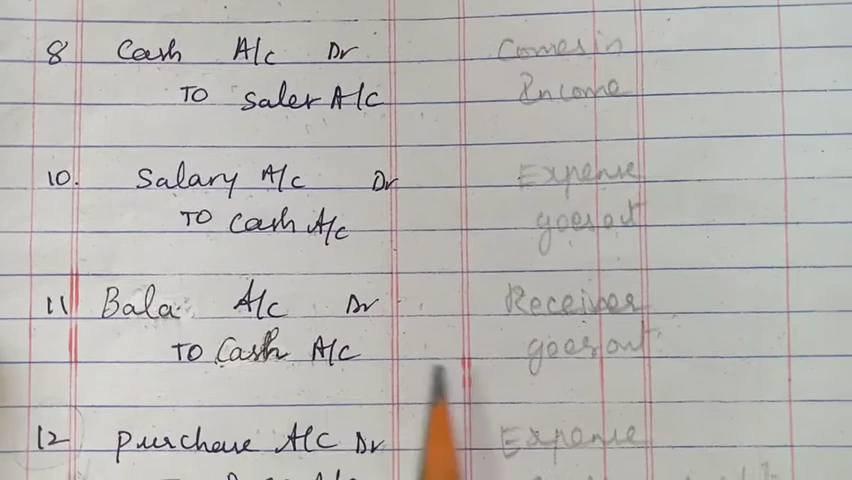 8 Cash A/c Dr Comes in
TO Saler A/c Income
10. Salary A/c Dr Expense
TO Cash A/c goes out
11 Bala A/c Dr Receiver
TO Cash A/c goes out
12 purchase A/c Dr Expense